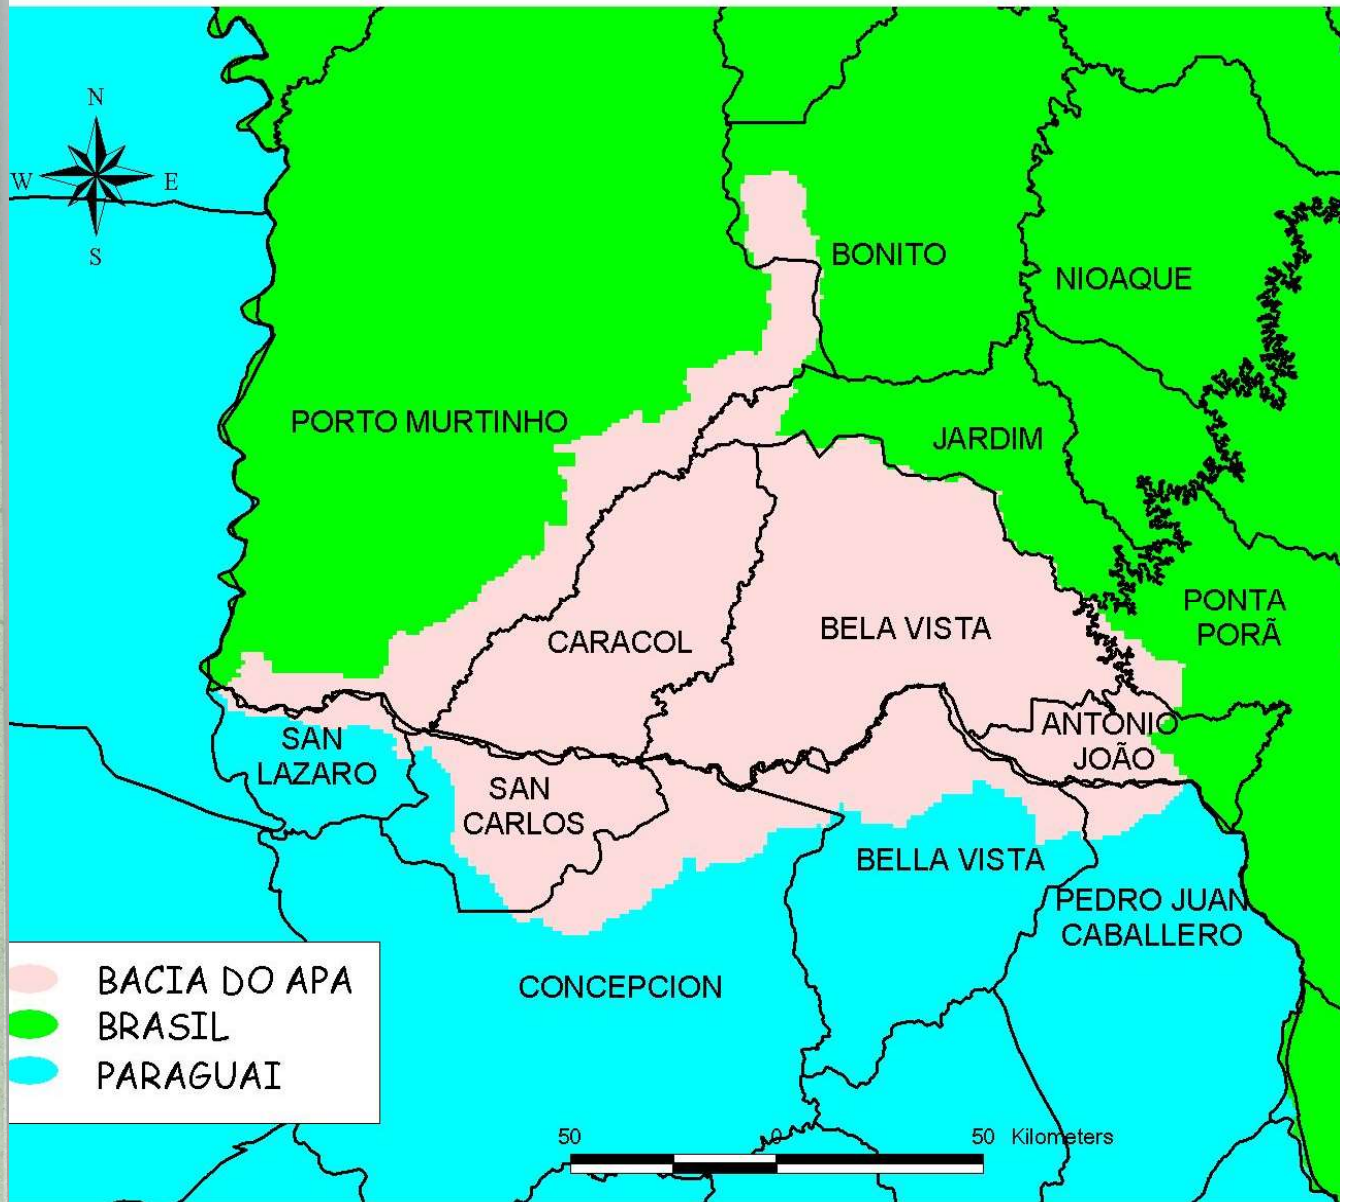 N
W E
S
BONITO
NIOAQUE
PORTO MURTINHO
JARDIM
PONTA
PORÃ
CARACOL
BELA VISTA
ANTONIO
JOÃO
SAN
LAZARO
SAN
CARLOS
BELLA VISTA
PEDRO JUAN
CABALLERO
CONCEPCION
BACIA DO APA
BRASIL
PARAGUAI
50 0 50 Kilometers